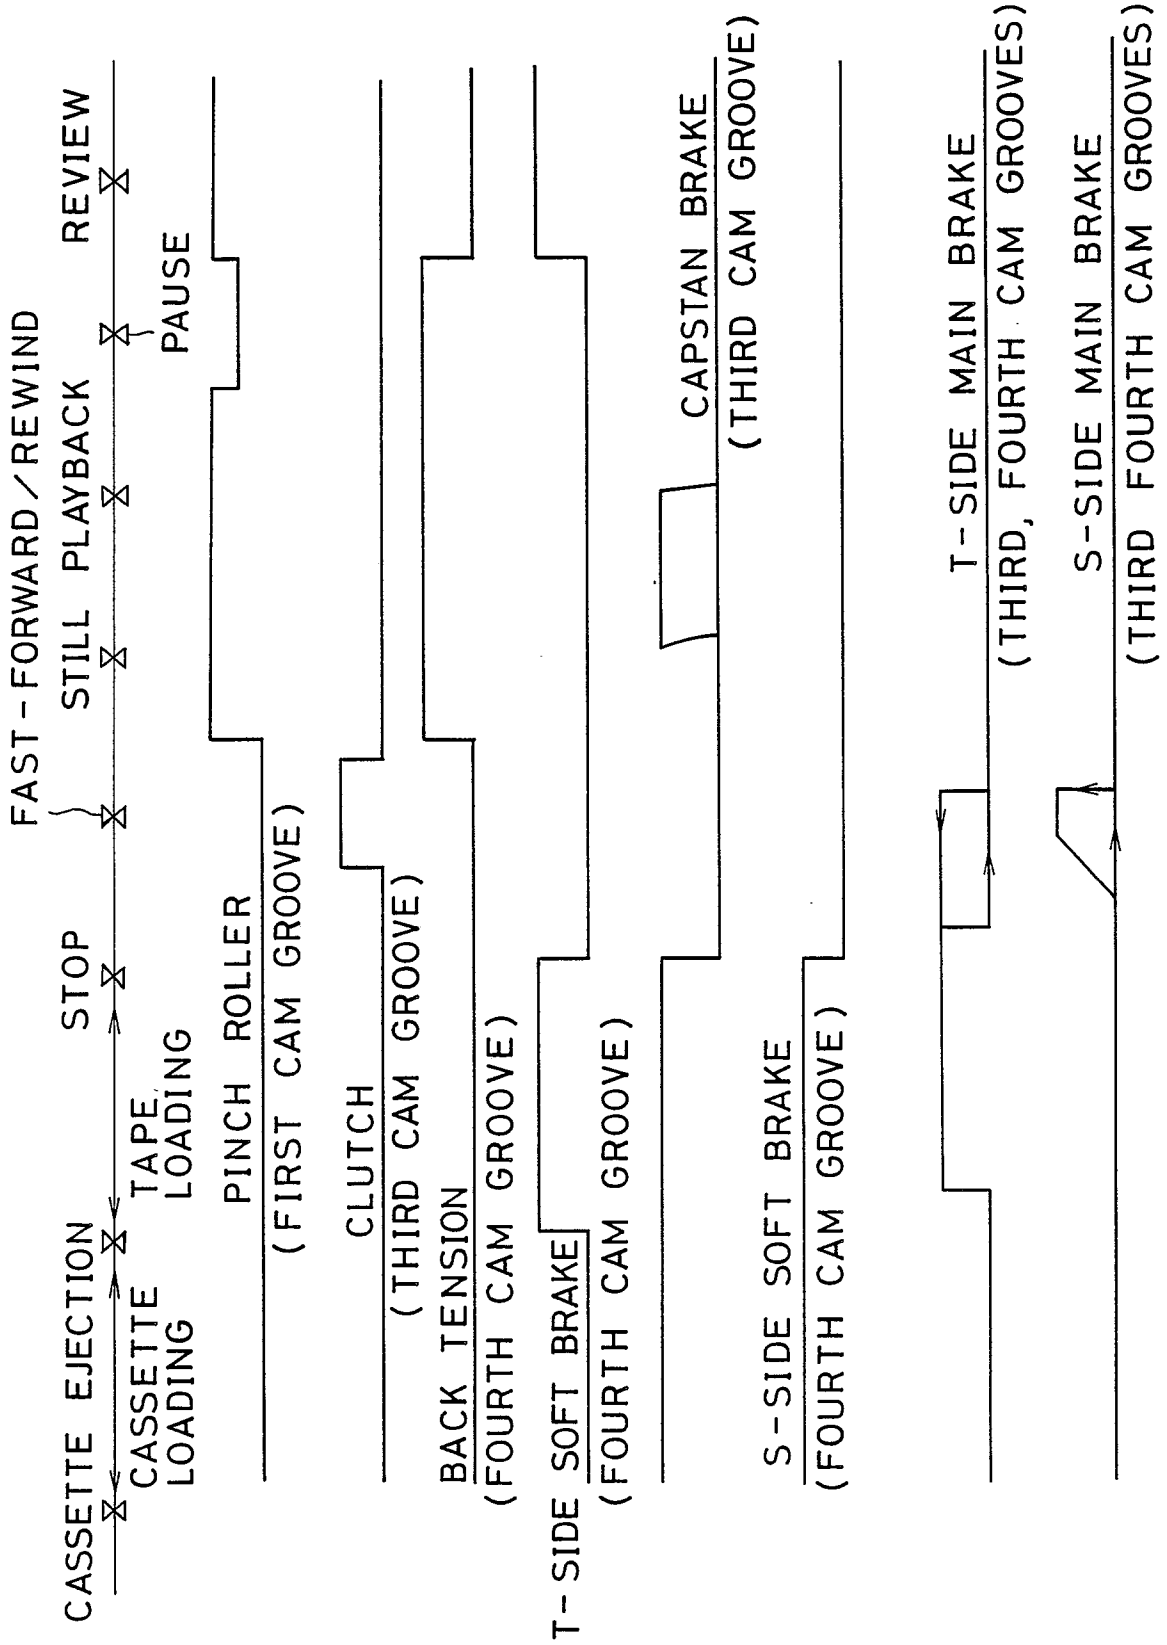 FAST-FORWARD/REWIND
CASSETTE EJECTION
STOP
STILL PLAYBACK
REVIEW
CASSETTE
LOADING
TAPE
LOADING
PAUSE
PINCH ROLLER
(FIRST CAM GROOVE)
CLUTCH
(THIRD CAM GROOVE)
BACK TENSION
(FOURTH CAM GROOVE)
T-SIDE SOFT BRAKE
(FOURTH CAM GROOVE)
CAPSTAN BRAKE
(THIRD CAM GROOVE)
S-SIDE SOFT BRAKE
(FOURTH CAM GROOVE)
T-SIDE MAIN BRAKE
(THIRD, FOURTH CAM GROOVES)
S-SIDE MAIN BRAKE
(THIRD FOURTH CAM GROOVES)